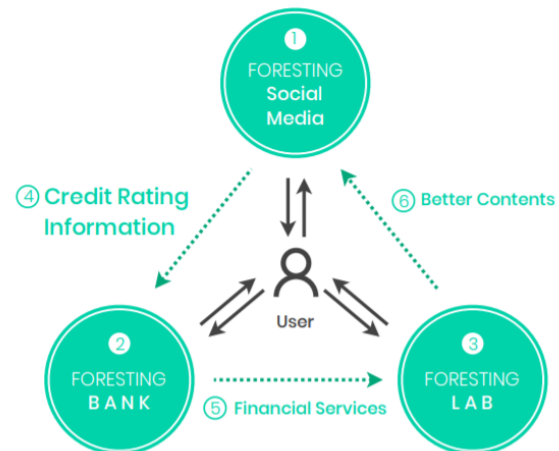 1
FORESTING
Social
Media
④ Credit Rating
Information
⑥ Better Contents
User
2
FORESTING
BANK
3
FORESTING
LAB
⑤ Financial Services